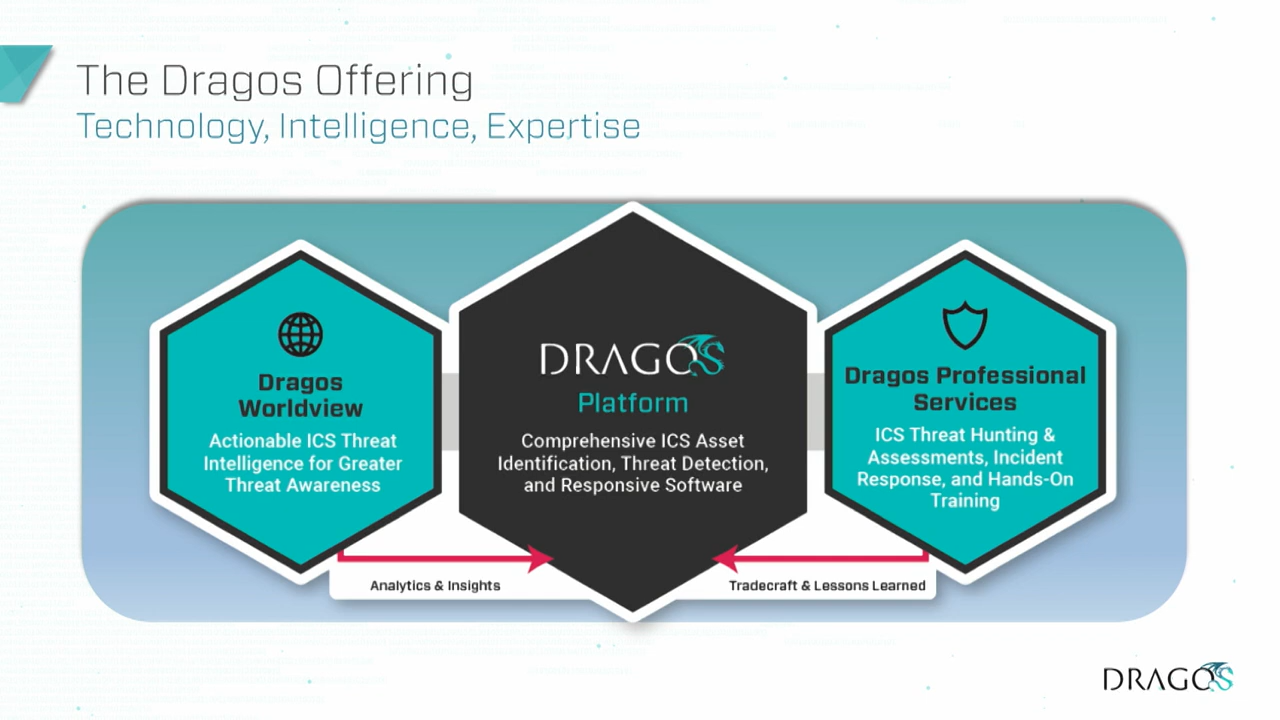 The Dragos Offering
Technology, Intelligence, Expertise
Dragos
Worldview
Actionable ICS Threat
Intelligence for Greater
Threat Awareness
DRAGOS
Platform
Comprehensive ICS Asset
Identification, Threat Detection,
and Responsive Software
Dragos Professional
Services
ICS Threat Hunting &
Assessments, Incident
Response, and Hands-On
Training
Analytics & Insights
Tradecraft & Lessons Learned
DRAGOS